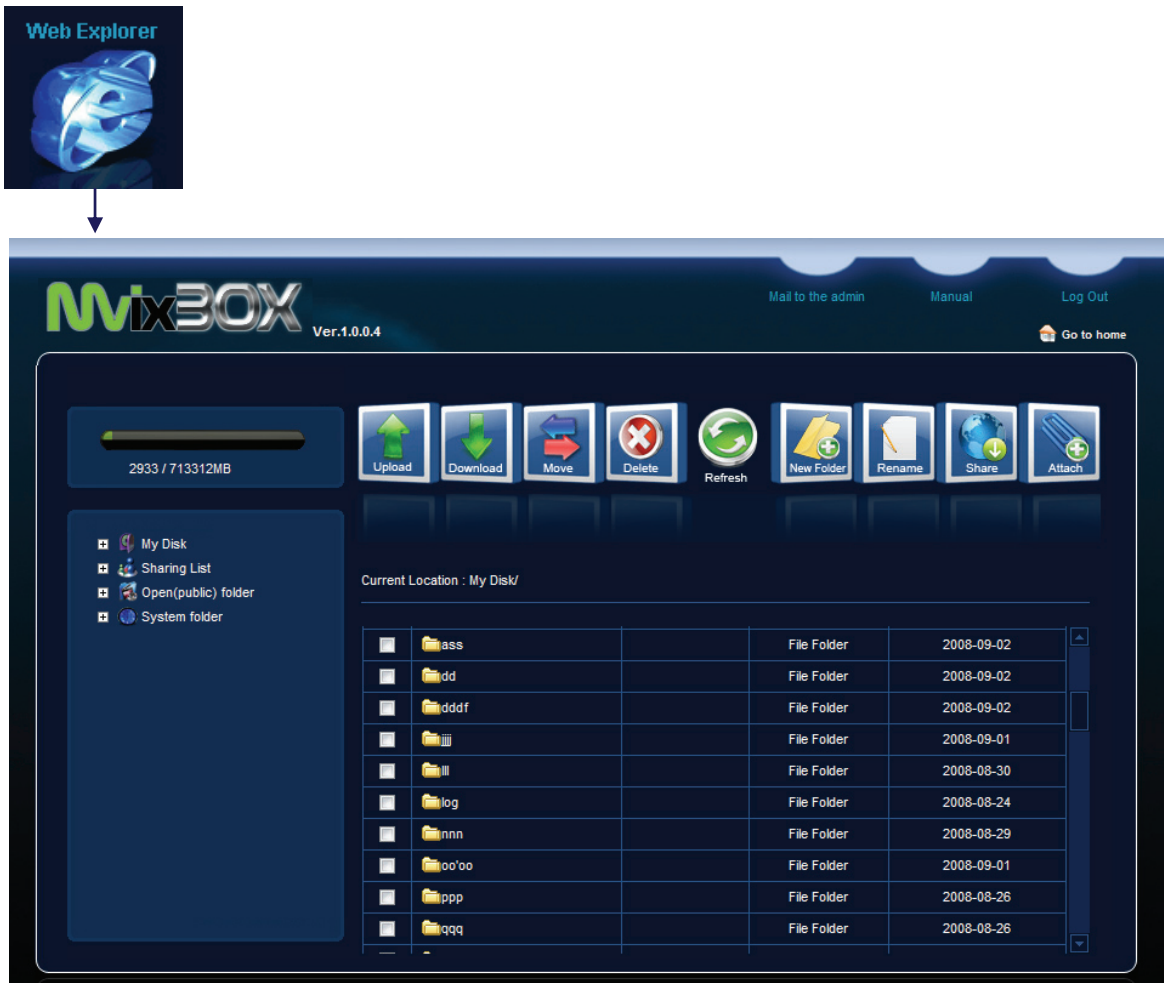 Web Explorer
MvixBOX Ver.1.0.0.4
Mail to the admin Manual Log Out
Go to home
2933 / 713312MB
Upload Download Move Delete Refresh New Folder Rename Share Attach
My Disk
Sharing List
Open(public) folder
System folder
Current Location : My Disk/
ass File Folder 2008-09-02
dd File Folder 2008-09-02
dddf File Folder 2008-09-02
jjjj File Folder 2008-09-01
lll File Folder 2008-08-30
log File Folder 2008-08-24
nnn File Folder 2008-08-29
oo'oo File Folder 2008-09-01
ppp File Folder 2008-08-26
qqq File Folder 2008-08-26